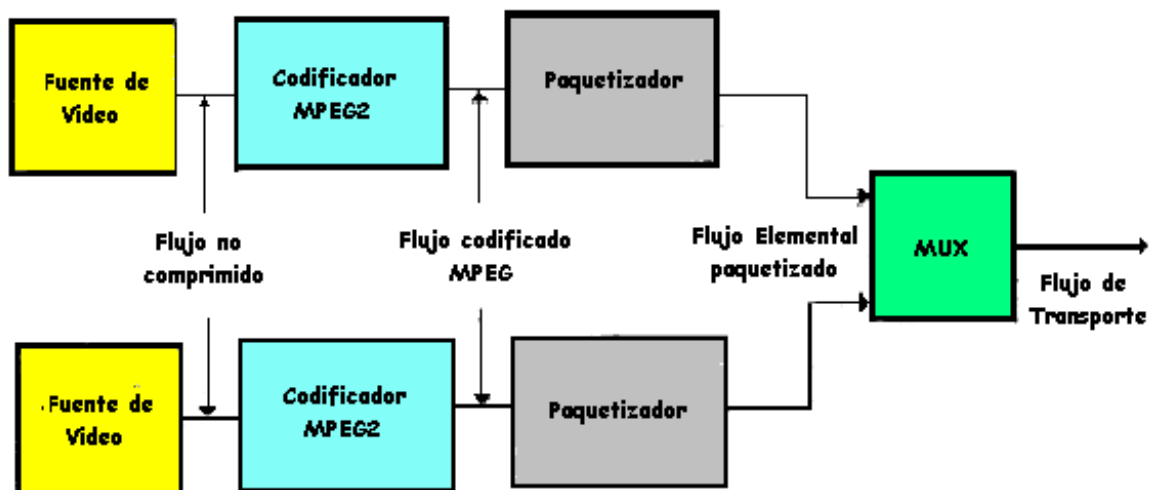 Fuente de
Video
Codificador
MPEG2
Paquetizador
Flujo no
comprimido
Flujo codificado
MPEG
Flujo Elemental
paquetizado
MUX
Flujo de
Transporte
Fuente de
Video
Codificador
MPEG2
Paquetizador